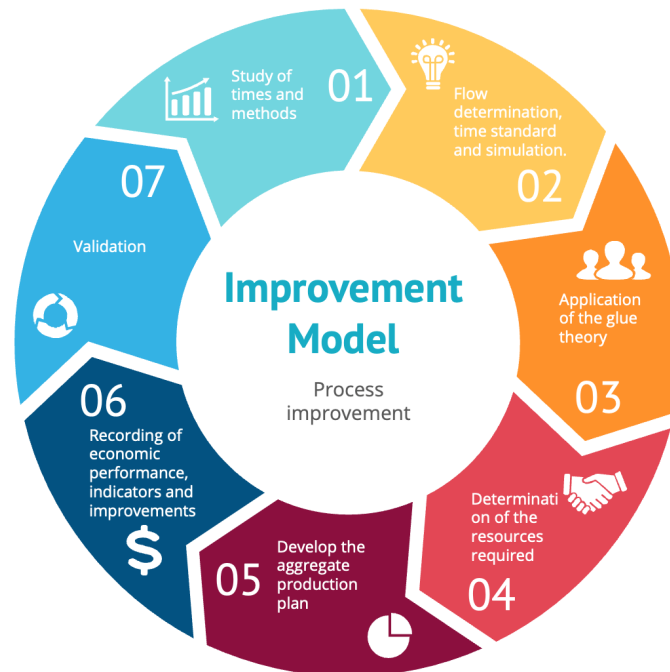 Improvement
Model
Process
improvement
01
Study of
times and
methods
02
Flow
determination,
time standard
and simulation.
03
Application
of the glue
theory
04
Determinati
on of the
resources
required
05
Develop the
aggregate
production
plan
06
Recording of
economic
performance,
indicators and
improvements
$
07
Validation